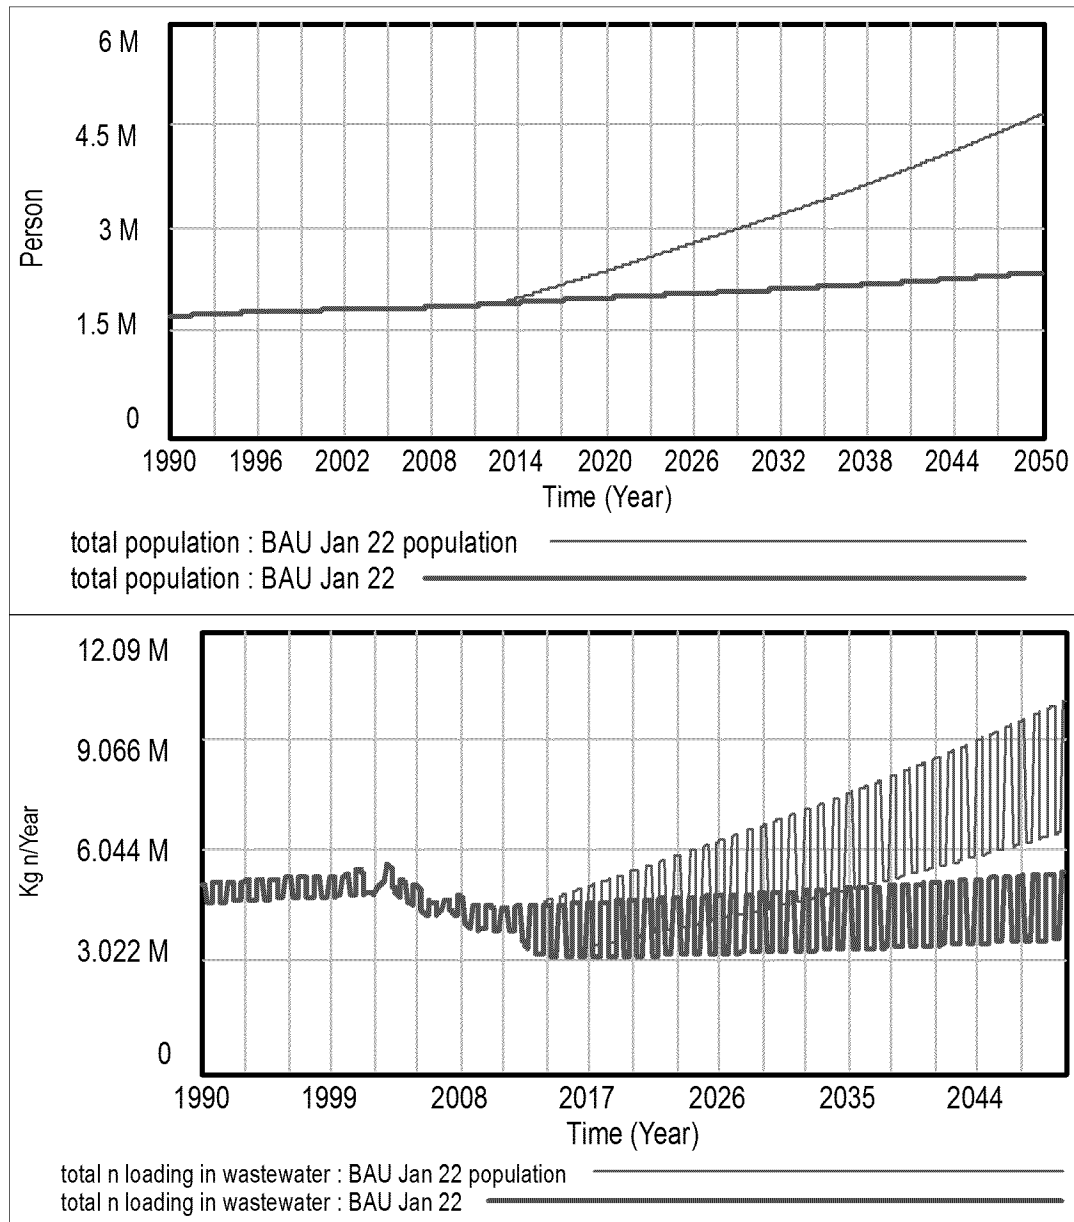 6 M
4.5 M
3 M
1.5 M
0
Person
1990 1996 2002 2008 2014 2020 2026 2032 2038 2044 2050
Time (Year)
total population : BAU Jan 22 population
total population : BAU Jan 22
12.09 M
9.066 M
6.044 M
3.022 M
0
Kg n/Year
1990 1999 2008 2017 2026 2035 2044
Time (Year)
total n loading in wastewater : BAU Jan 22 population
total n loading in wastewater : BAU Jan 22